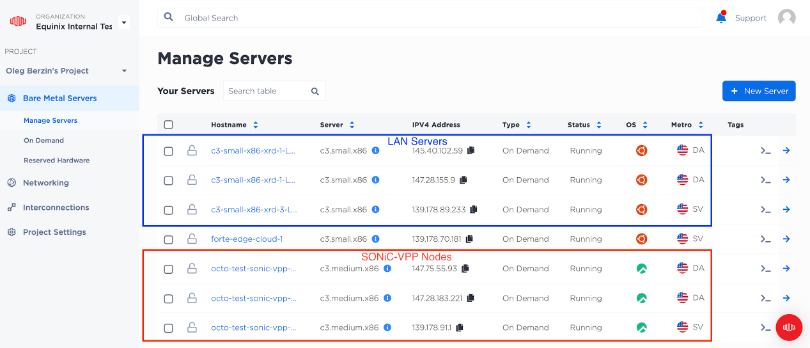 ORGANIZATION
Equinix Internal Tes
Global Search
Support
PROJECT
Oleg Berzin's Project
Bare Metal Servers
Manage Servers
On Demand
Reserved Hardware
Networking
Interconnections
Project Settings
Manage Servers
Your Servers Search table + New Server
Hostname Server IPV4 Address Type Status OS Metro Tags
LAN Servers
c3-small-x86-xrd-1-L... c3.small.x86 145.40.102.59 On Demand Running DA
c3-small-x86-xrd-1-L... c3.small.x86 147.28.155.9 On Demand Running DA
c3-small-x86-xrd-3-L... c3.small.x86 139.178.89.233 On Demand Running SV
forte-edge-cloud-1 c3.small.x86 139.178.70.181 On Demand Running SV
SONiC-VPP Nodes
octo-test-sonic-vpp-... c3.medium.x86 147.75.55.93 On Demand Running DA
octo-test-sonic-vpp-... c3.medium.x86 147.28.183.221 On Demand Running DA
octo-test-sonic-vpp-... c3.medium.x86 139.178.91.1 On Demand Running SV